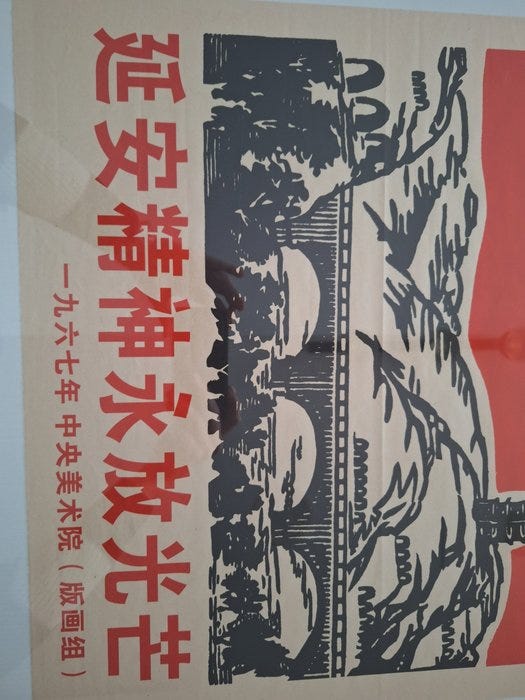 延安精神永放光芒
一九六七年 中央美术院（版画组）